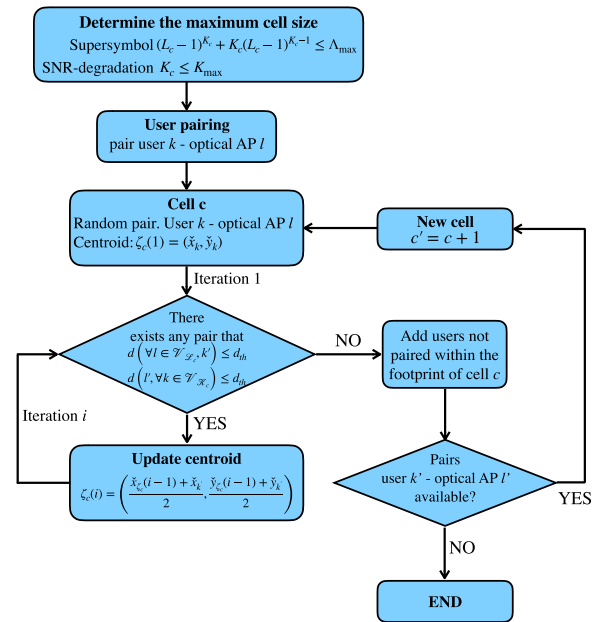 Determine the maximum cell size
Supersymbol (L_c − 1)^{K_c} + K_c(L_c − 1)^{K_c−1} ≤ Λ_max
SNR-degradation K_c ≤ K_max
User pairing
pair user k - optical AP l
Cell c
Random pair. User k - optical AP l
Centroid: ζ_c(1) = (x̌_k, y̌_k)
New cell
c′ = c + 1
Iteration 1
There
exists any pair that
d(∀l ∈ 𝒱_{ℒ_c}, k′) ≤ d_th
d(l′, ∀k ∈ 𝒱_{𝒦_c}) ≤ d_th
NO
Add users not
paired within the
footprint of cell c
Iteration i
YES
Update centroid
ζ_c(i) = ( (x̌_{ζ_c}(i − 1) + x̌_k)/2 , (y̌_{ζ_c}(i − 1) + y̌_k)/2 )
Pairs
user k’ - optical AP l’
available?
YES
NO
END